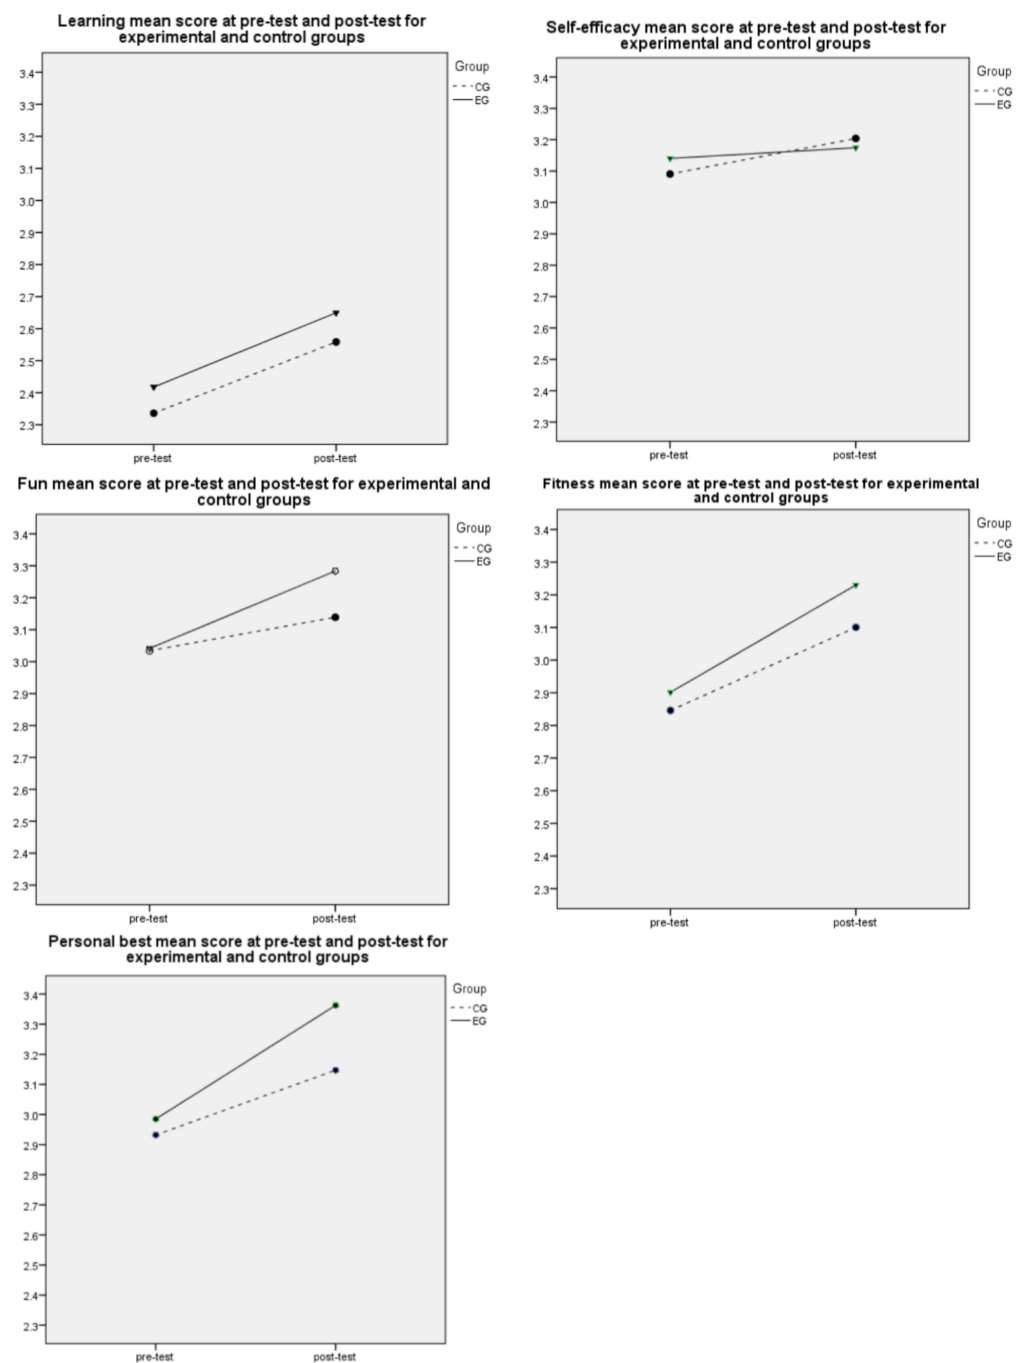 Learning mean score at pre-test and post-test for
experimental and control groups
Group
CG
EG
3.4
3.3
3.2
3.1
3.0
2.9
2.8
2.7
2.6
2.5
2.4
2.3
pre-test
post-test
Self-efficacy mean score at pre-test and post-test for
experimental and control groups
Group
CG
EG
3.4
3.3
3.2
3.1
3.0
2.9
2.8
2.7
2.6
2.5
2.4
2.3
pre-test
post-test
Fun mean score at pre-test and post-test for experimental and
control groups
Group
CG
EG
3.4
3.3
3.2
3.1
3.0
2.9
2.8
2.7
2.6
2.5
2.4
2.3
pre-test
post-test
Fitness mean score at pre-test and post-test for experimental
and control groups
Group
CG
EG
3.4
3.3
3.2
3.1
3.0
2.9
2.8
2.7
2.6
2.5
2.4
2.3
pre-test
post-test
Personal best mean score at pre-test and post-test for
experimental and control groups
Group
CG
EG
3.4
3.3
3.2
3.1
3.0
2.9
2.8
2.7
2.6
2.5
2.4
2.3
pre-test
post-test